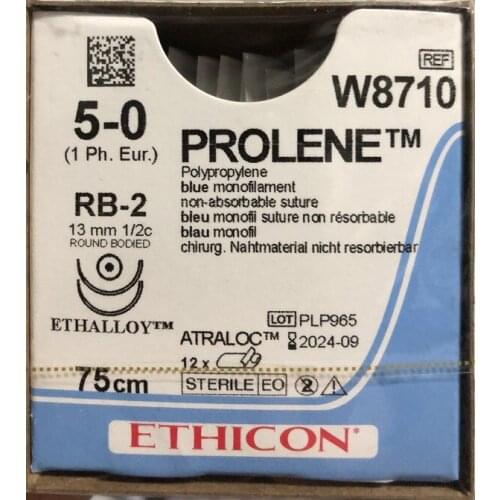 REF
W8710
5-0
(1 Ph. Eur.)
PROLENE™
Polypropylene
blue monofilament
non-absorbable suture
bleu monofil suture non résorbable
blau monofil
chirurg. Nahtmaterial nicht resorbierbar
RB-2
13 mm 1/2c
ROUND BODIED
ETHALLOY™
LOT PLP965
ATRALOC™ 2024-09
12 x
75cm
STERILE EO 2
ETHICON®